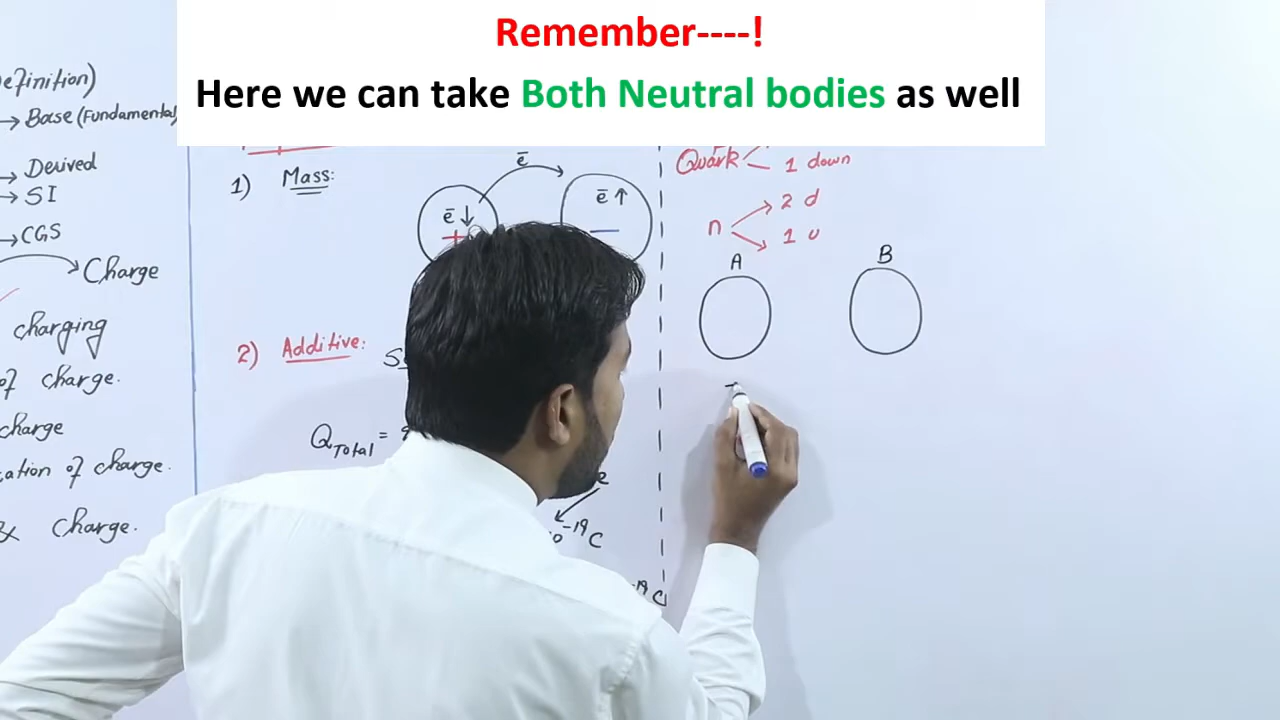 Remember----!
Here we can take Both Neutral bodies as well
efinition)
→ Base (Fundamental)
→ Derived
→ SI
→ CGS
Charge
charging
of charge.
charge
ation of charge.
& charge.
1) Mass:
ē
ē↓
+
ē↑
−
2) Additive:
Q Total =
e
-19 C
-19 C
Quark
1 down
n
2 d
1 u
A
B